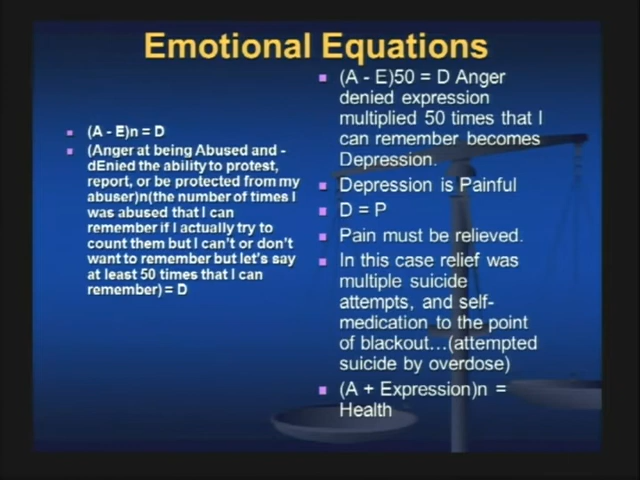 Emotional Equations
(A - E)n = D
(Anger at being Abused and -
dEnied the ability to protest,
report, or be protected from my
abuser)n(the number of times I
was abused that I can
remember if I actually try to
count them but I can't or don't
want to remember but let's say
at least 50 times that I can
remember) = D
(A - E)50 = D Anger
denied expression
multiplied 50 times that I
can remember becomes
Depression.
Depression is Painful
D = P
Pain must be relieved.
In this case relief was
multiple suicide
attempts, and self-
medication to the point
of blackout…(attempted
suicide by overdose)
(A + Expression)n =
Health